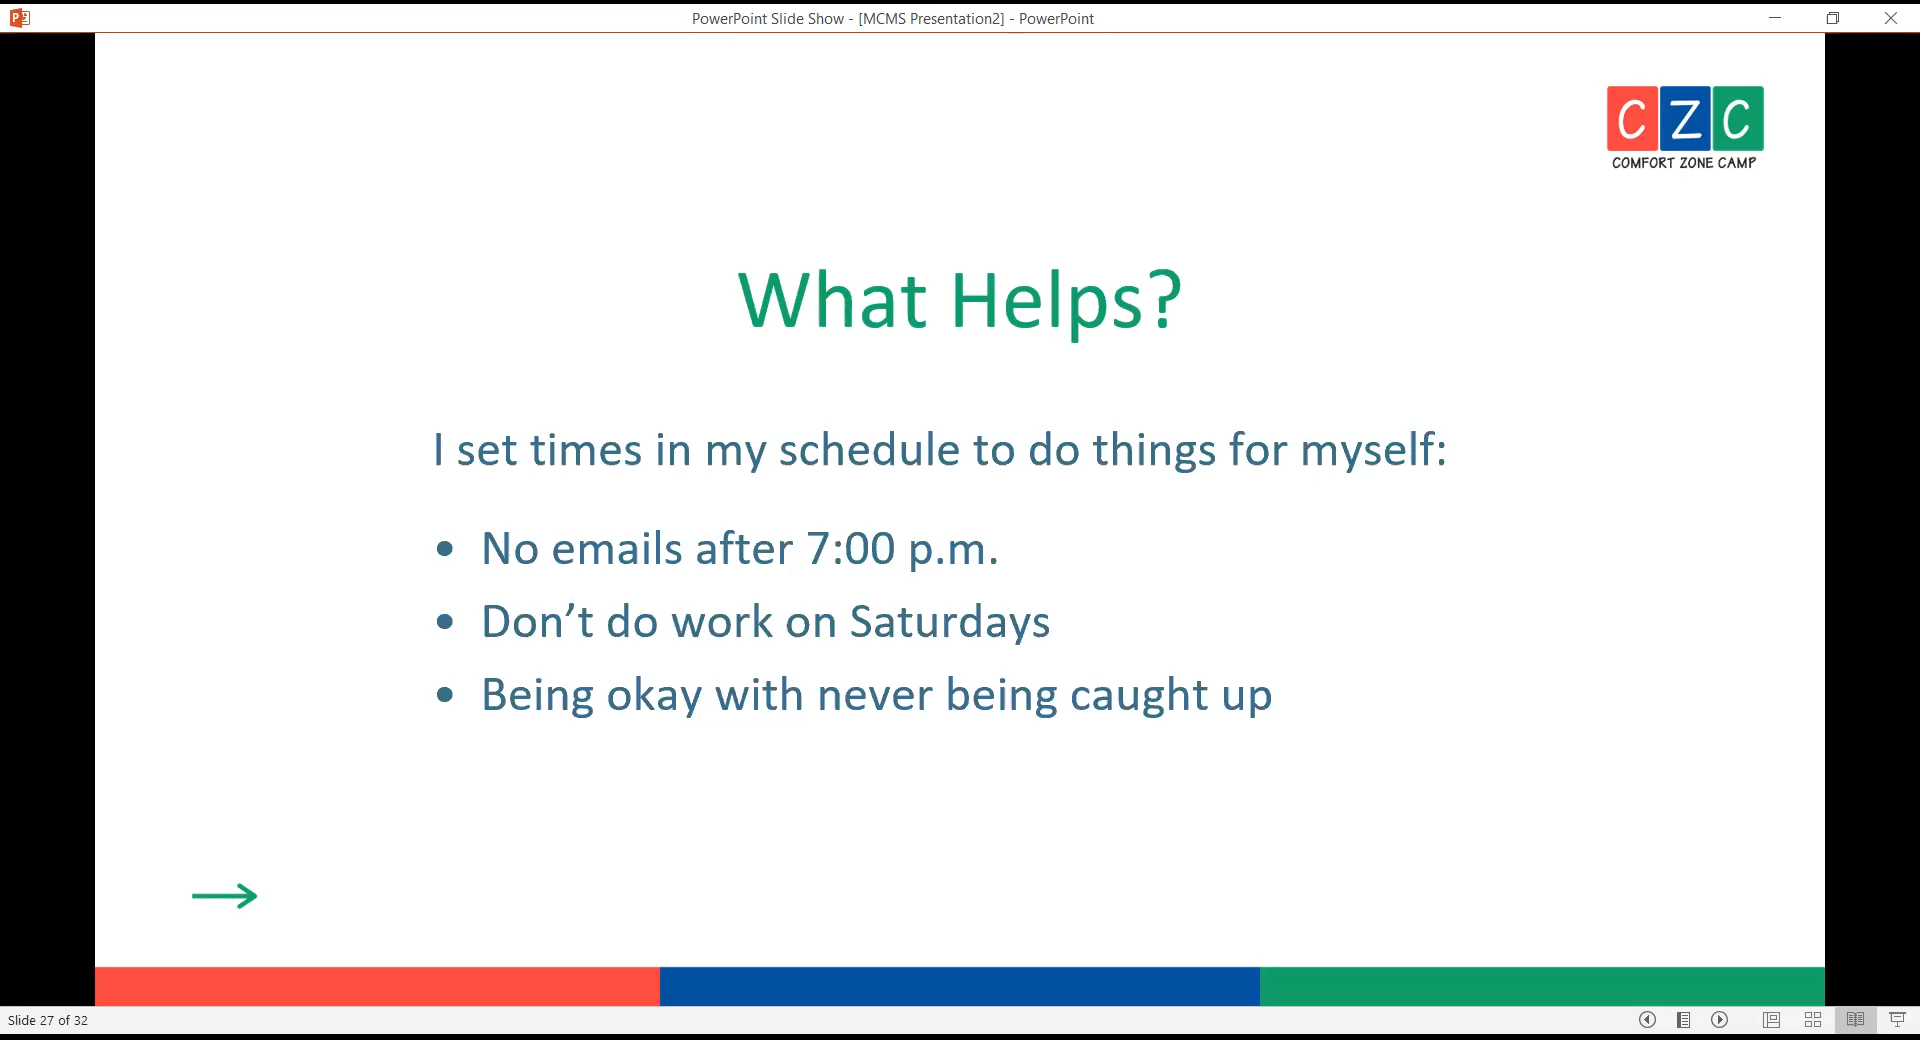 PowerPoint Slide Show - [MCMS Presentation2] - PowerPoint
C Z C
COMFORT ZONE CAMP
What Helps?
I set times in my schedule to do things for myself:
• No emails after 7:00 p.m.
• Don’t do work on Saturdays
• Being okay with never being caught up
Slide 27 of 32